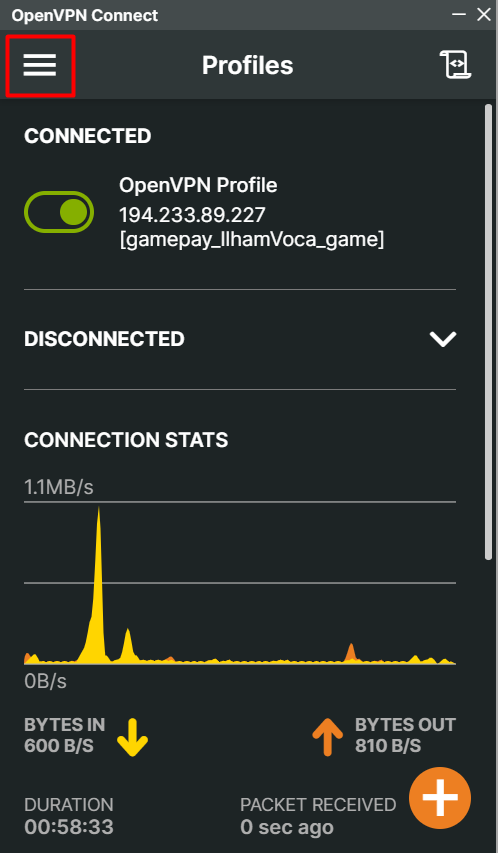 OpenVPN Connect
Profiles
CONNECTED
OpenVPN Profile
194.233.89.227
[gamepay_IlhamVoca_game]
DISCONNECTED
CONNECTION STATS
1.1MB/s
0B/s
BYTES IN
600 B/S
BYTES OUT
810 B/S
DURATION
00:58:33
PACKET RECEIVED
0 sec ago